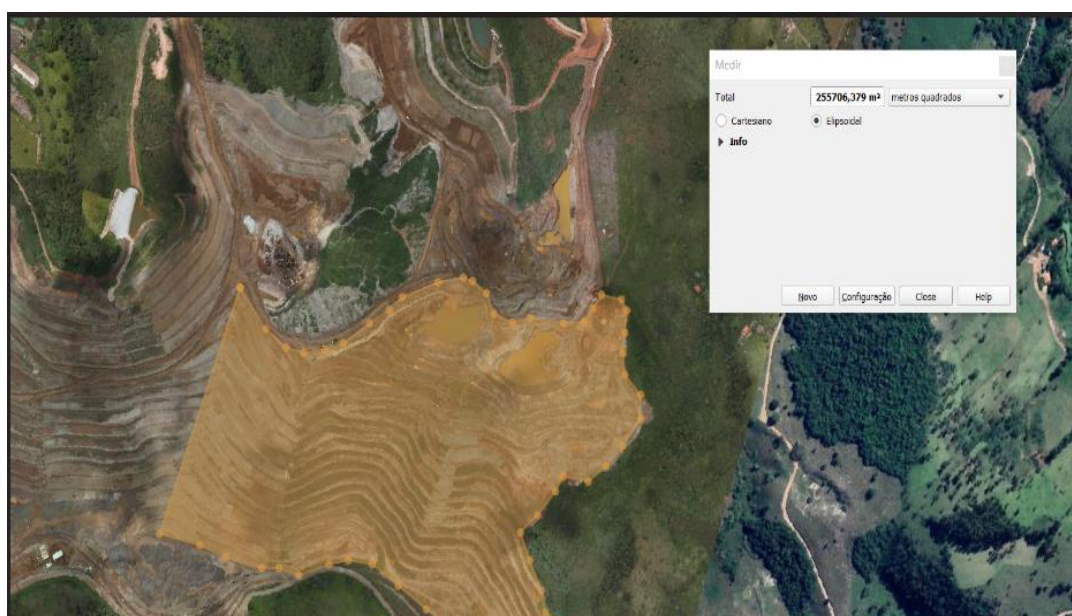 Medir
Total 255706,379 m² metros quadrados
Cartesiano Elipsoidal
Info
Novo Configuração Close Help